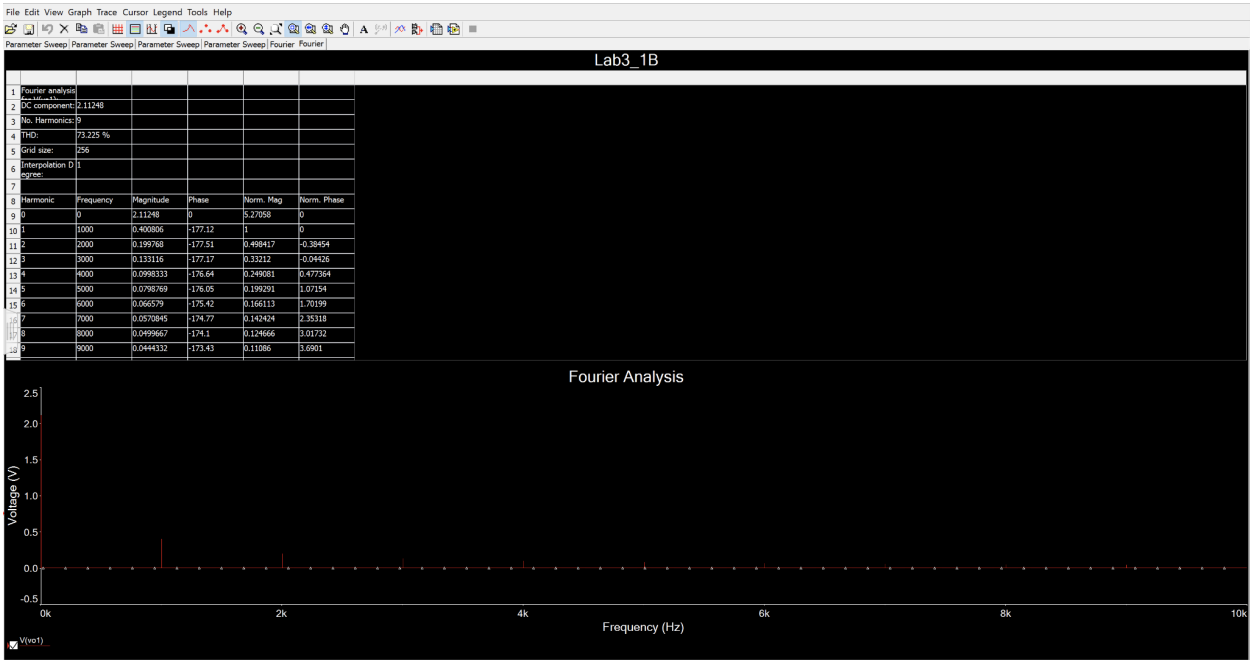 File Edit View Graph Trace Cursor Legend Tools Help
A
Parameter Sweep Parameter Sweep Parameter Sweep Parameter Sweep Fourier Fourier
Lab3_1B
1 Fourier analysis
2 DC component: 2.11248
3 No. Harmonics: 9
4 THD: 73.225 %
5 Grid size: 256
6 Interpolation D 1
egree:
7
8 Harmonic Frequency Magnitude Phase Norm. Mag Norm. Phase
9 0 0 2.11248 0 5.27058 0
10 1 1000 0.400806 -177.12 1 0
11 2 2000 0.199768 -177.51 0.498417 -0.38454
12 3 3000 0.133116 -177.17 0.33212 -0.04426
13 4 4000 0.0998333 -176.64 0.249081 0.477364
14 5 5000 0.0798769 -176.05 0.199291 1.07154
15 6 6000 0.066579 -175.42 0.166113 1.70199
16 7 7000 0.0570845 -174.77 0.142424 2.35318
17 8 8000 0.0499667 -174.1 0.124666 3.01732
18 9 9000 0.0444332 -173.43 0.11086 3.6901
Fourier Analysis
2.5
2.0
1.5
1.0
0.5
0.0
-0.5
Voltage (V)
0k 2k 4k 6k 8k 10k
Frequency (Hz)
V(vo1)